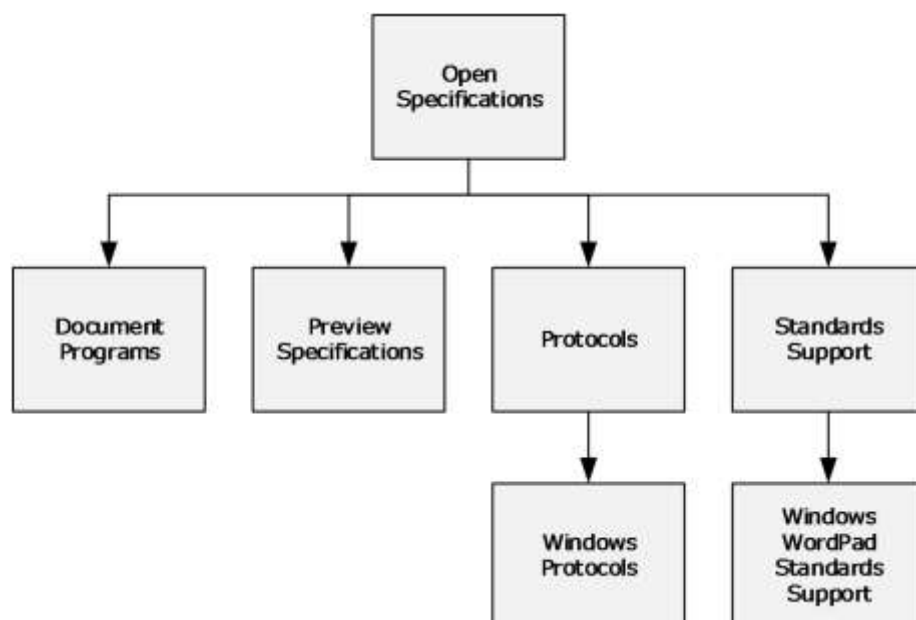 Open
Specifications
Document
Programs
Preview
Specifications
Protocols
Standards
Support
Windows
Protocols
Windows
WordPad
Standards
Support